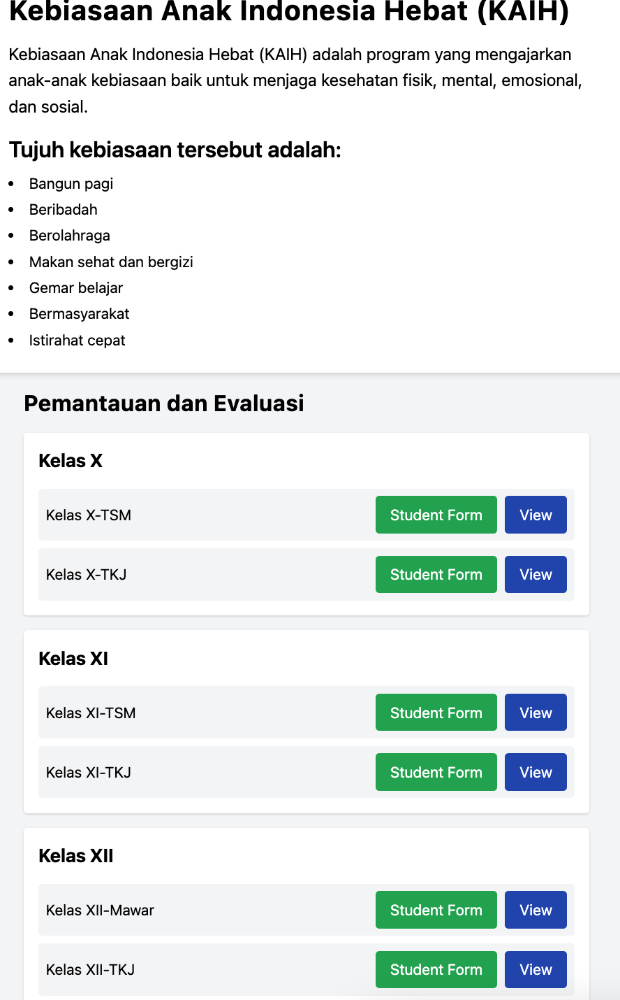 Kebiasaan Anak Indonesia Hebat (KAIH)
Kebiasaan Anak Indonesia Hebat (KAIH) adalah program yang mengajarkan
anak-anak kebiasaan baik untuk menjaga kesehatan fisik, mental, emosional,
dan sosial.
Tujuh kebiasaan tersebut adalah:
• Bangun pagi
• Beribadah
• Berolahraga
• Makan sehat dan bergizi
• Gemar belajar
• Bermasyarakat
• Istirahat cepat
Pemantauan dan Evaluasi
Kelas X
Kelas X-TSM Student Form View
Kelas X-TKJ Student Form View
Kelas XI
Kelas XI-TSM Student Form View
Kelas XI-TKJ Student Form View
Kelas XII
Kelas XII-Mawar Student Form View
Kelas XII-TKJ Student Form View